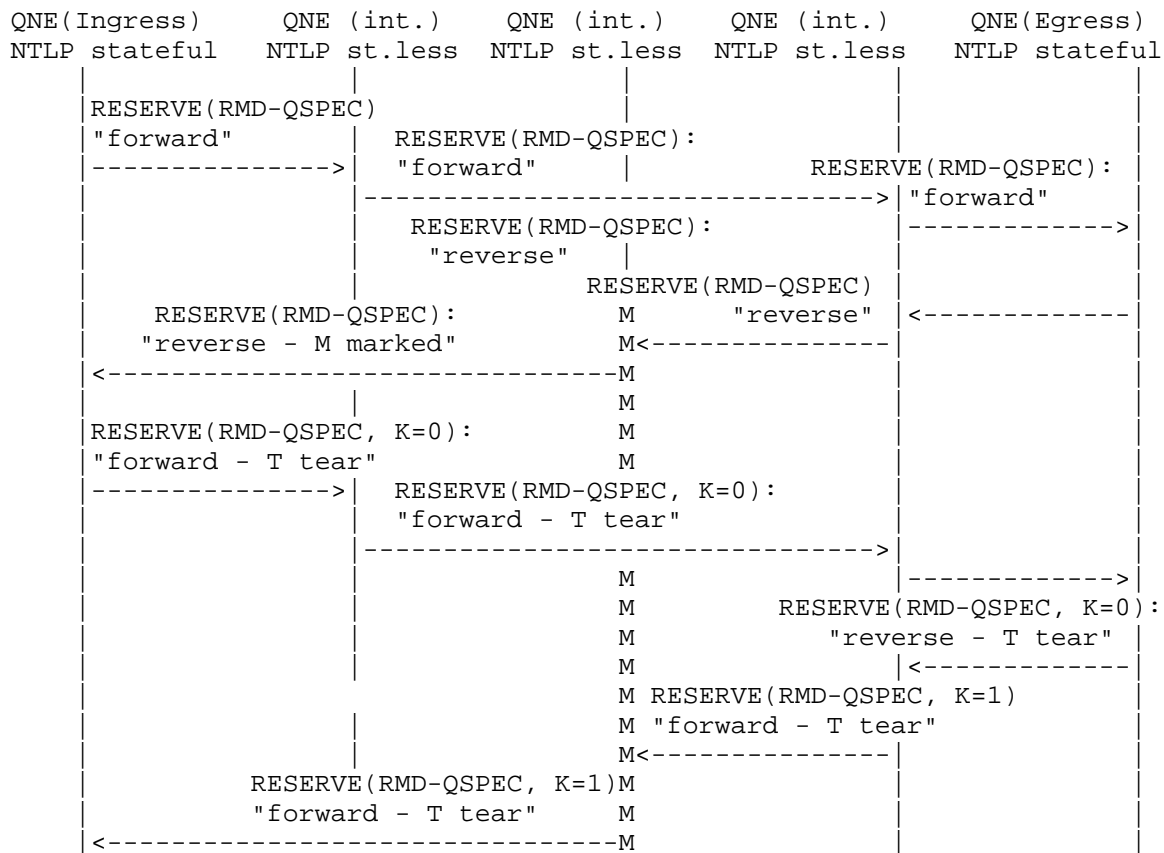 QNE(Ingress)    QNE (int.)    QNE (int.)    QNE (int.)    QNE(Egress)
NTLP stateful   NTLP st.less  NTLP st.less  NTLP st.less   NTLP stateful
RESERVE(RMD-QSPEC)
"forward"    RESERVE(RMD-QSPEC):
"forward"    RESERVE(RMD-QSPEC):
"forward"
RESERVE(RMD-QSPEC):
"reverse"
RESERVE(RMD-QSPEC)
RESERVE(RMD-QSPEC):    M    "reverse"
"reverse - M marked"    M
M
M
RESERVE(RMD-QSPEC, K=0):    M
"forward - T tear"    M
RESERVE(RMD-QSPEC, K=0):
"forward - T tear"
M
M    RESERVE(RMD-QSPEC, K=0):
M    "reverse - T tear"
M
M RESERVE(RMD-QSPEC, K=1)
M "forward - T tear"
M
RESERVE(RMD-QSPEC, K=1)M
"forward - T tear"    M
M